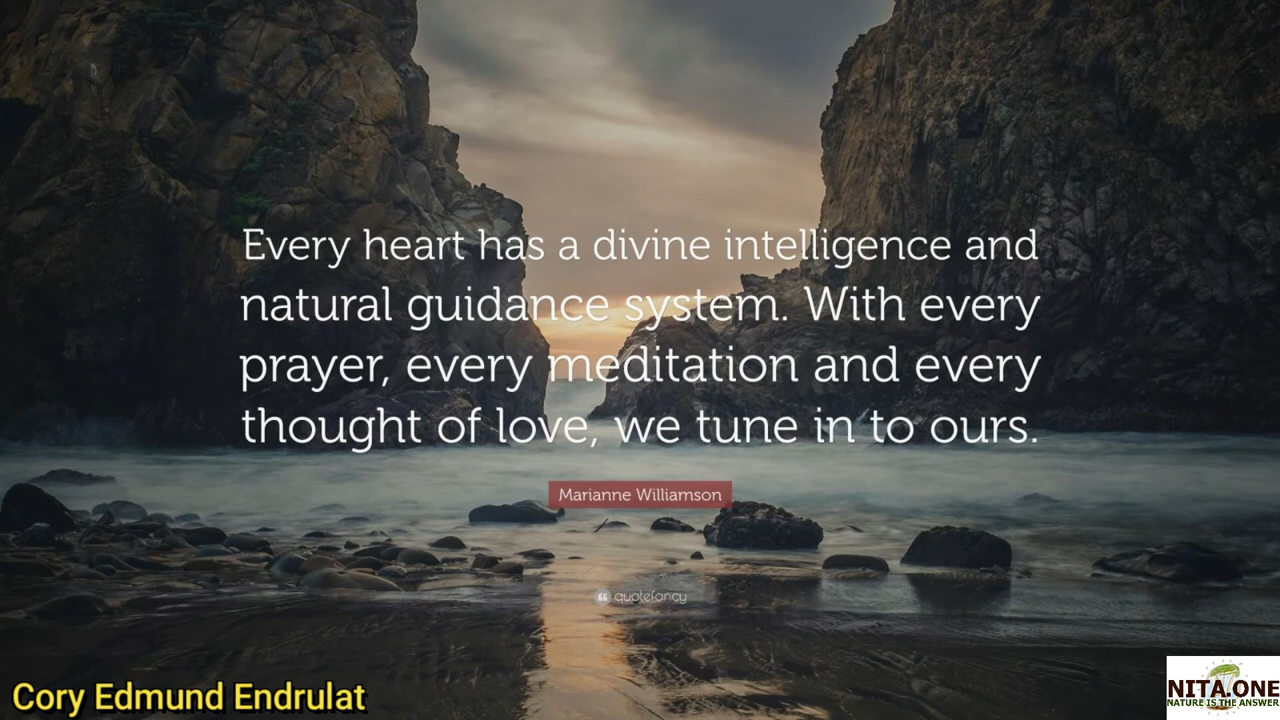 Every heart has a divine intelligence and
natural guidance system. With every
prayer, every meditation and every
thought of love, we tune in to ours.
Marianne Williamson
quotefancy
Cory Edmund Endrulat
NITA.ONE
NATURE IS THE ANSWER